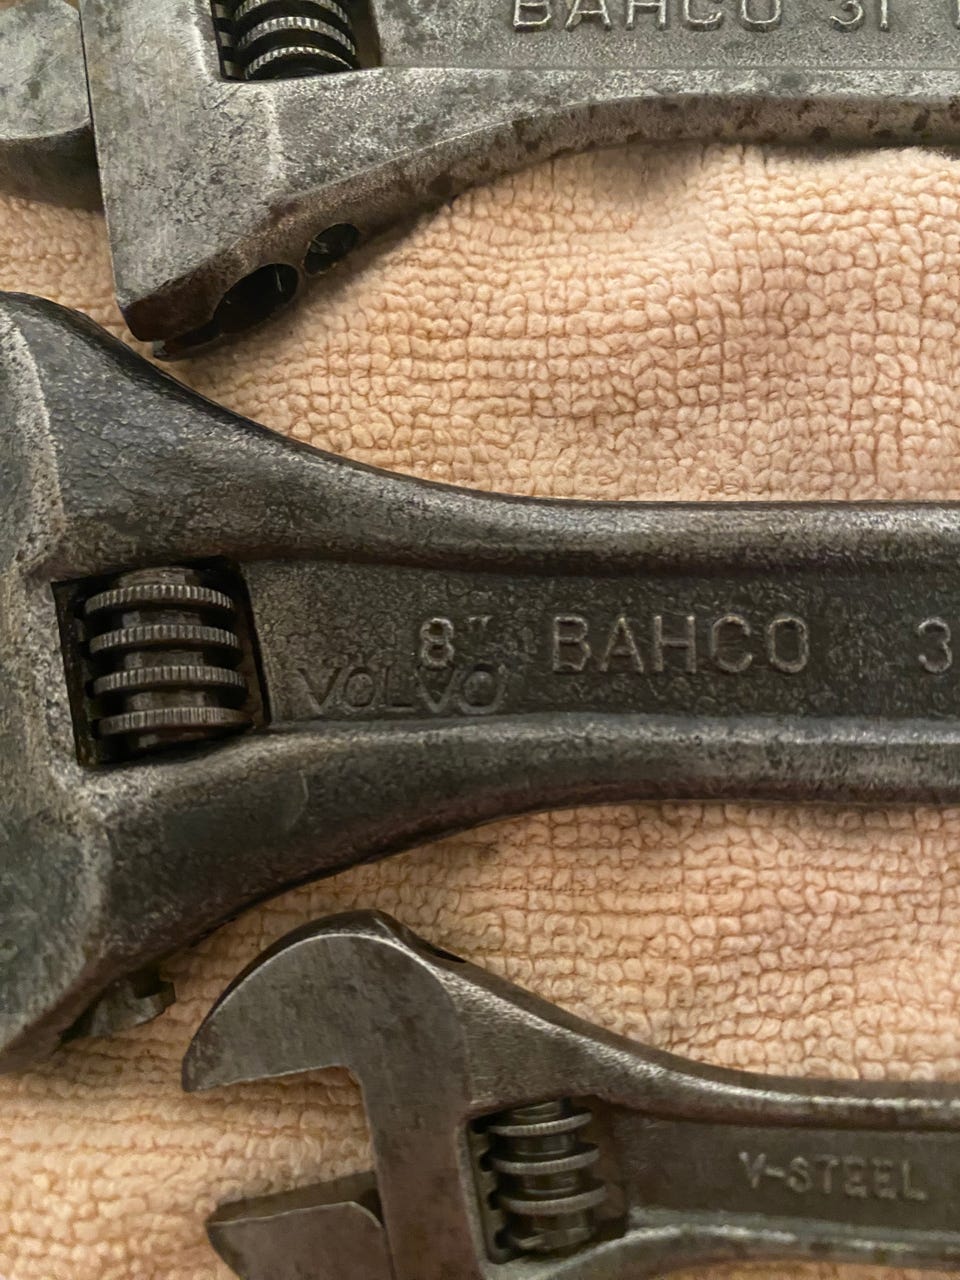 BAHCO 31
8" BAHCO 3
VOLVO
V-STEEL